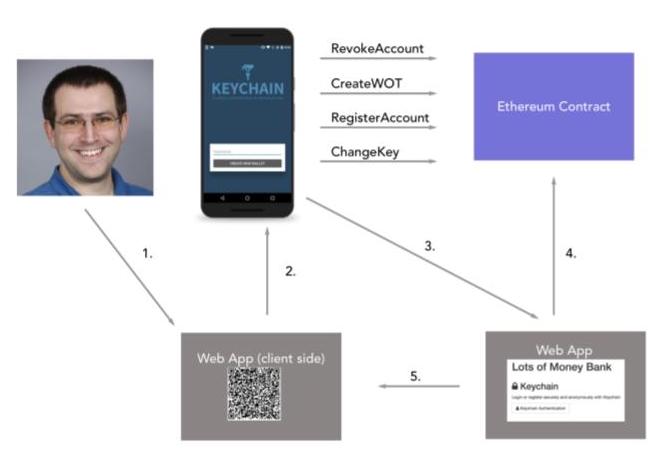 RevokeAccount
CreateWOT
RegisterAccount
ChangeKey
KEYCHAIN
CREATE NEW WALLET
Ethereum Contract
1.
2.
3.
4.
Web App (client side)
5.
Web App
Lots of Money Bank
Keychain
Login or register securely and anonymously with Keychain
Keychain Authentication